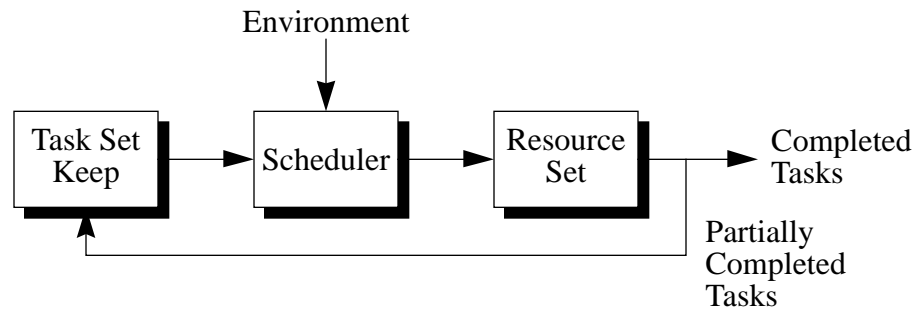 Environment
Task Set
Keep
Scheduler
Resource
Set
Completed
Tasks
Partially
Completed
Tasks